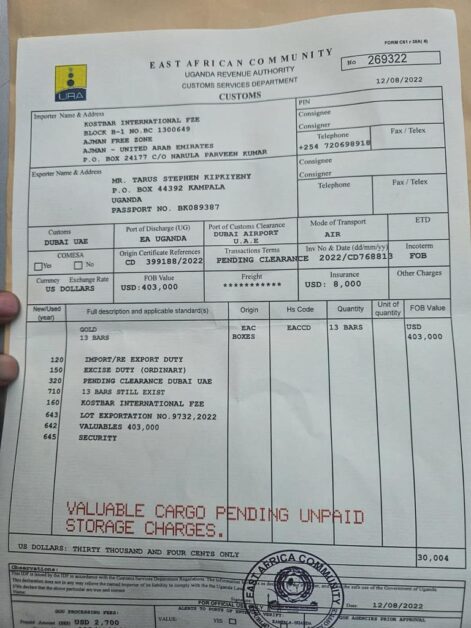 FORM C61 r 38A( 6)
EAST AFRICAN COMMUNITY
No 269322
UGANDA REVENUE AUTHORITY
CUSTOMS SERVICES DEPARTMENT
12/08/2022
URA
CUSTOMS
Importer Name & Address
KOSTBAR INTERNATIONAL FZE
BLOCK B-1 NO.BC 1300649
AJMAN FREE ZONE
AJMAN - UNITED ARAB EMIRATES
P.O. BOX 24177 C/O NARULA PARVEEN KUMAR
PIN
Consignee
Consigner
Telephone Fax / Telex
+254 720698918
Exporter Name & Address
MR. TARUS STEPHEN KIPKIYENY
P.O. BOX 44392 KAMPALA
UGANDA
PASSPORT NO. BK089387
Consignee
Consigner
Telephone Fax / Telex
Customs
DUBAI UAE
Port of Discharge (UG)
EA UGANDA
Port of Customs Clearance
DUBAI AIRPORT
U.A.E
Mode of Transport
AIR
ETD
COMESA
Yes No
Origin Certificate References
CD 399188/2022
Transactions Terms
PENDING CLEARANCE
Inv No & Date (dd/mm/yy)
2022/CD768813
Incoterm
FOB
Currency Exchange Rate
US DOLLARS
FOB Value
USD:403,000
Freight
***********
Insurance
USD: 8,000
Other Charges
New/Used (year) Full description and applicable standard(s) Origin Hs Code Quantity Unit of quantity FOB Value
GOLD EAC EACCD 13 BARS USD
13 BARS BOXES 403,000
120 IMPORT/RE EXPORT DUTY
150 EXCISE DUTY (ORDINARY)
320 PENDING CLEARANCE DUBAI UAE
710 13 BARS STILL EXIST
160 KOSTBAR INTERNATIONAL FZE
643 LOT EXPORTATION NO.9732,2022
642 VALUABLES 403,000
645 SECURITY
VALUABLE CARGO PENDING UNPAID
STORAGE CHARGES.
US DOLLARS: THIRTY THOUSAND AND FOUR CENTS ONLY 30,004
Observations:
EAST AFRICA COMMUNITY
KAMPALA-UGANDA
Date 12/08/2022
USD 2,700
VALUE: YES